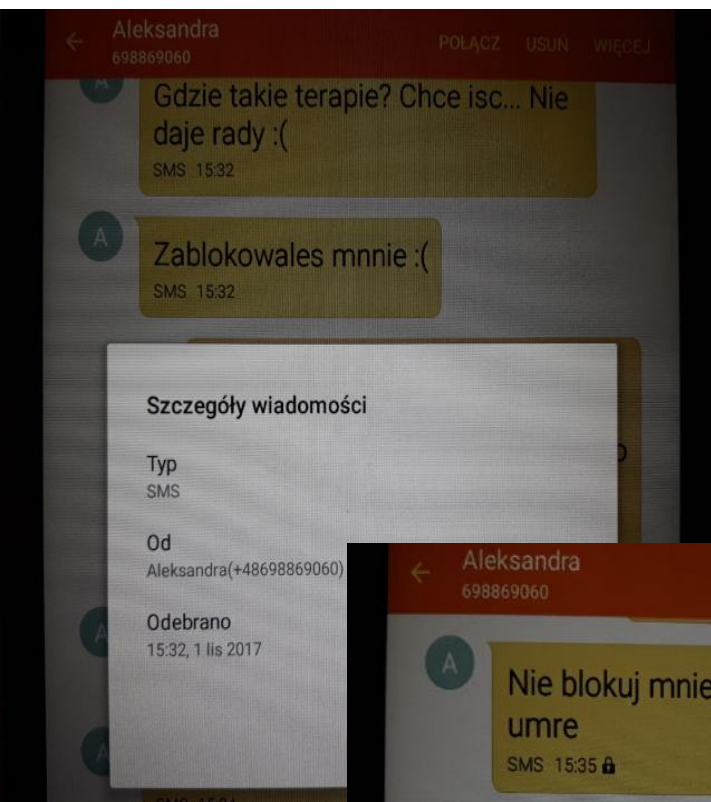 Aleksandra
698869060
POŁĄCZ USUŃ WIĘCEJ
A
Gdzie takie terapie? Chce isc... Nie
daje rady :(
SMS 15:32
A
Zablokowales mnnie :(
SMS 15:32
Szczegóły wiadomości
Typ
SMS
Od
Aleksandra(+48698869060)
Odebrano
15:32, 1 lis 2017
A
A
Aleksandra
698869060
A
Nie blokuj mnie
umre
SMS 15:35